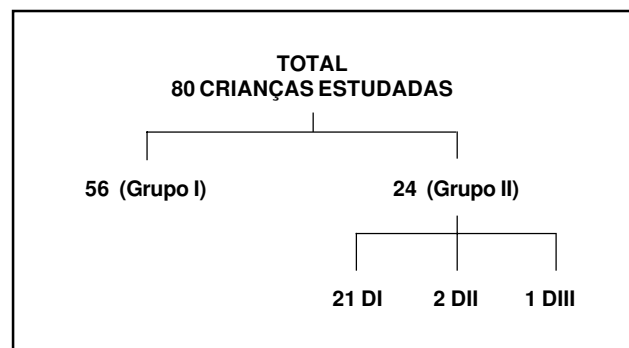 TOTAL
80 CRIANÇAS ESTUDADAS
56 (Grupo I)
24 (Grupo II)
21 DI
2 DII
1 DIII